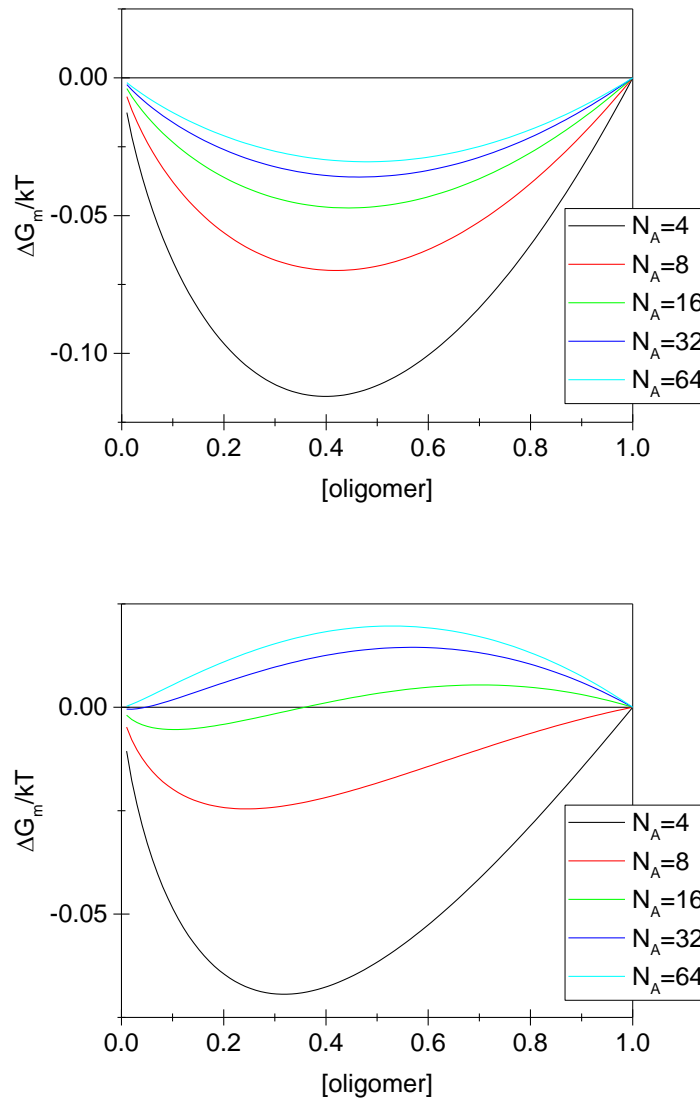 0.00
-0.05
-0.10
ΔG_m/kT
0.0 0.2 0.4 0.6 0.8 1.0
[oligomer]
N_A=4
N_A=8
N_A=16
N_A=32
N_A=64
0.00
-0.05
ΔG_m/kT
0.0 0.2 0.4 0.6 0.8 1.0
[oligomer]
N_A=4
N_A=8
N_A=16
N_A=32
N_A=64